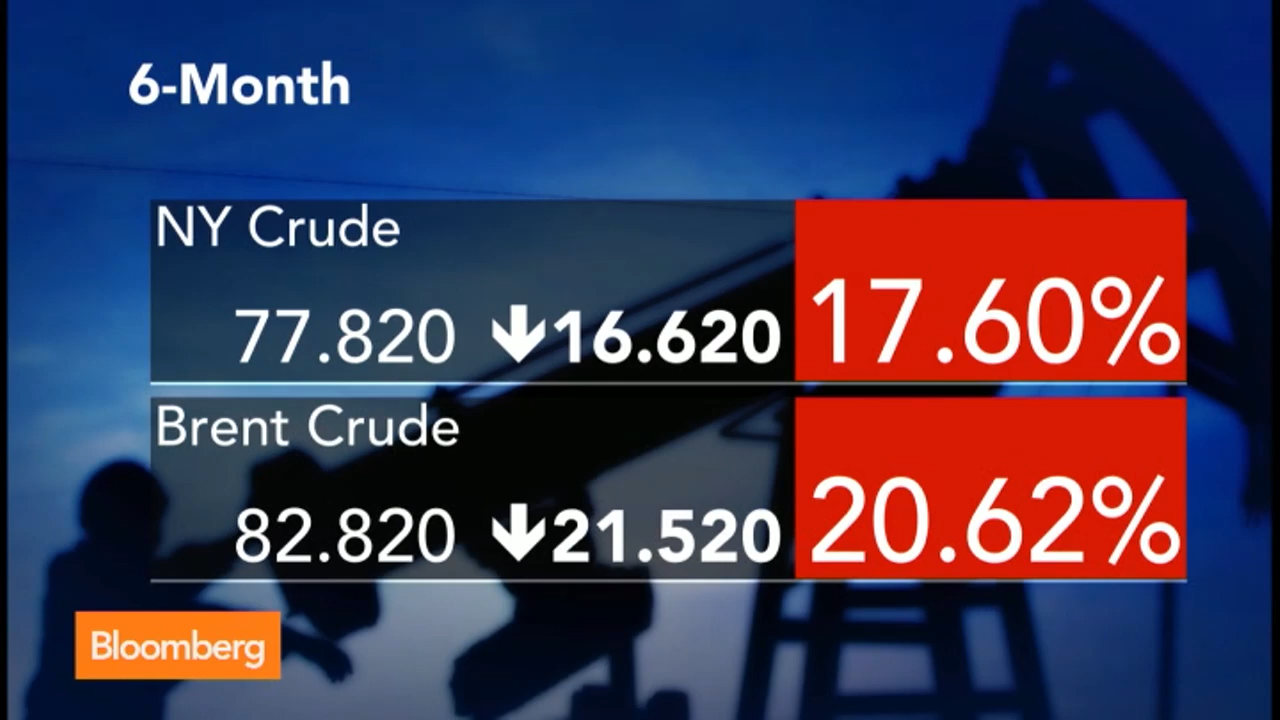 6-Month
NY Crude
77.820 ↓16.620 17.60%
Brent Crude
82.820 ↓21.520 20.62%
Bloomberg